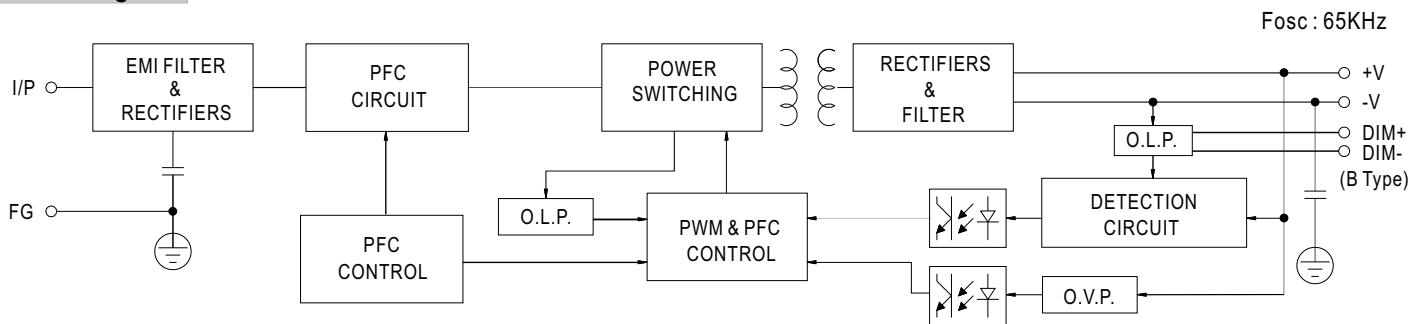 Fosc : 65KHz
I/P
EMI FILTER
&
RECTIFIERS
PFC
CIRCUIT
POWER
SWITCHING
RECTIFIERS
&
FILTER
+V
-V
DIM+
DIM-
(B Type)
O.L.P.
FG
O.L.P.
PFC
CONTROL
PWM & PFC
CONTROL
DETECTION
CIRCUIT
O.V.P.